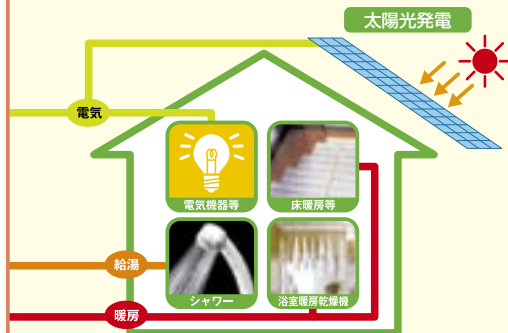 太陽光発電
電気
電気機器等
床暖房等
給湯
シャワー
浴室暖房乾燥機
暖房